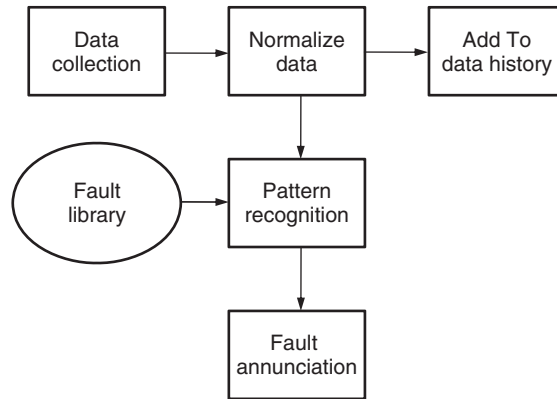 Data
collection
Normalize
data
Add To
data history
Fault
library
Pattern
recognition
Fault
annunciation